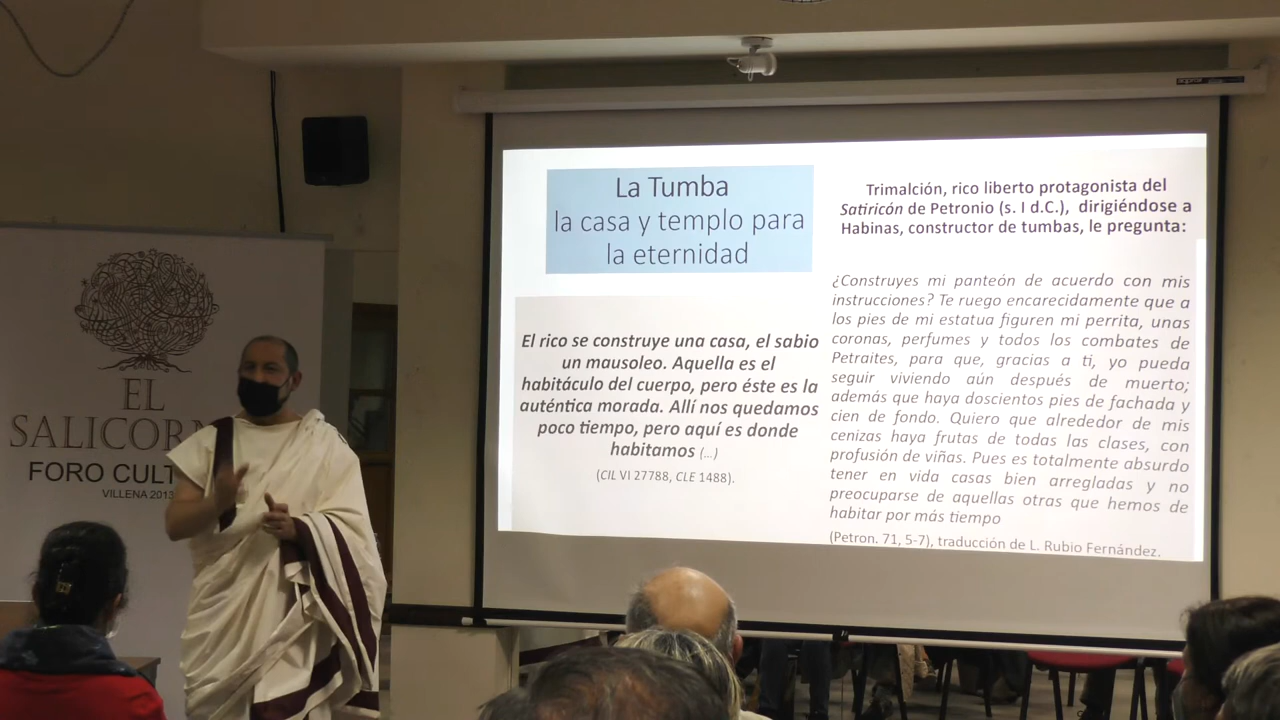 EL
SALICOR
FORO CULT
VILLENA 2013
La Tumba
la casa y templo para
la eternidad
El rico se construye una casa, el sabio
un mausoleo. Aquella es el
habitáculo del cuerpo, pero éste es la
auténtica morada. Allí nos quedamos
poco tiempo, pero aquí es donde
habitamos (...)
(CIL VI 27788, CLE 1488).
Trimalción, rico liberto protagonista del
Satiricón de Petronio (s. I d.C.), dirigiéndose a
Habinas, constructor de tumbas, le pregunta:
¿Construyes mi panteón de acuerdo con mis
instrucciones? Te ruego encarecidamente que a
los pies de mi estatua figuren mi perrita, unas
coronas, perfumes y todos los combates de
Petraites, para que, gracias a ti, yo pueda
seguir viviendo aún después de muerto;
además que haya doscientos pies de fachada y
cien de fondo. Quiero que alrededor de mis
cenizas haya frutas de todas las clases, con
profusión de viñas. Pues es totalmente absurdo
tener en vida casas bien arregladas y no
preocuparse de aquellas otras que hemos de
habitar por más tiempo
(Petron. 71, 5-7), traducción de L. Rubio Fernández.